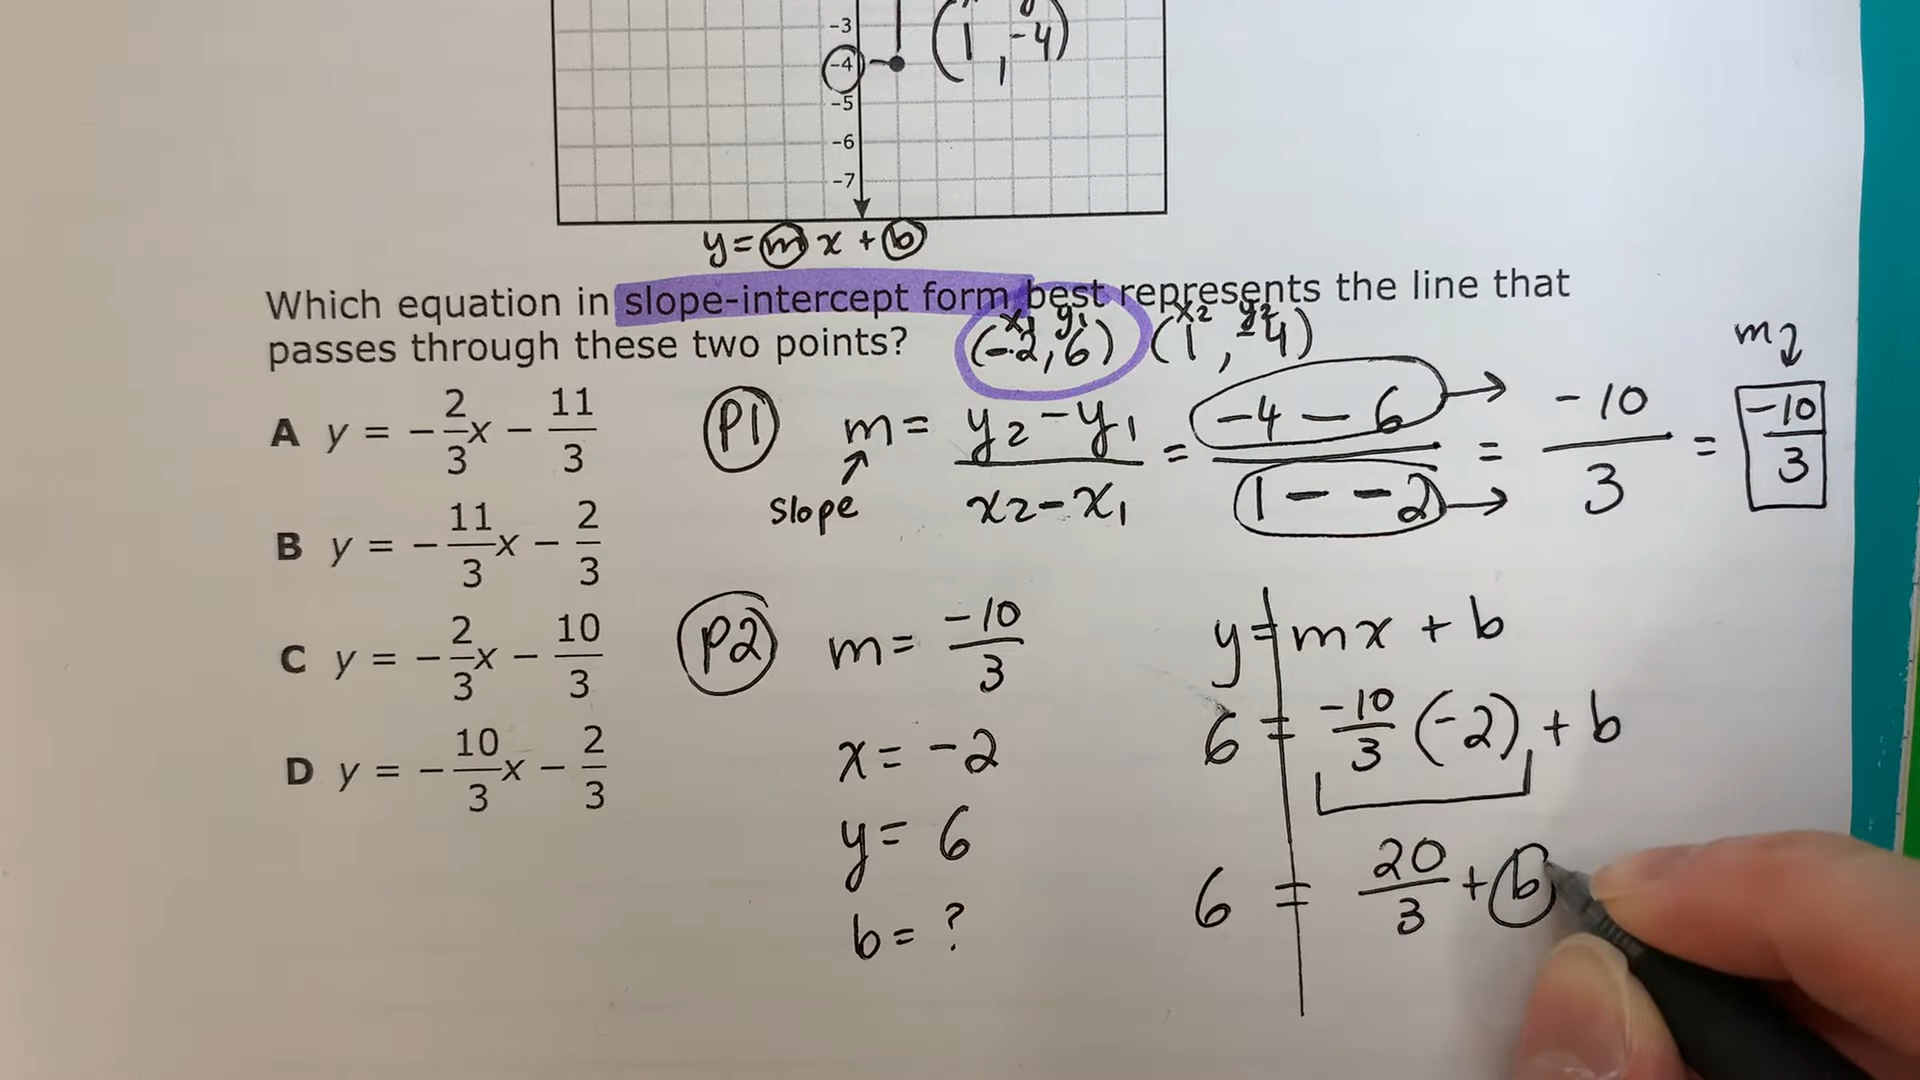 -3
(1, -4)
-4
-5
-6
-7
y = m x + b
Which equation in slope-intercept form best represents the line that
x1 y1 x2 y2
passes through these two points? (-2, 6) (1, -4)
m
A y = -2/3x - 11/3
P1 m = y2 - y1 / x2 - x1 = -4 - 6 / 1 - - 2 = -10 / 3 = -10/3
Slope
B y = -11/3x - 2/3
C y = -2/3x - 10/3
P2 m = -10/3
y = mx + b
D y = -10/3x - 2/3
x = -2
6 = -10/3 (-2) + b
y = 6
6 = 20/3 + b
b = ?